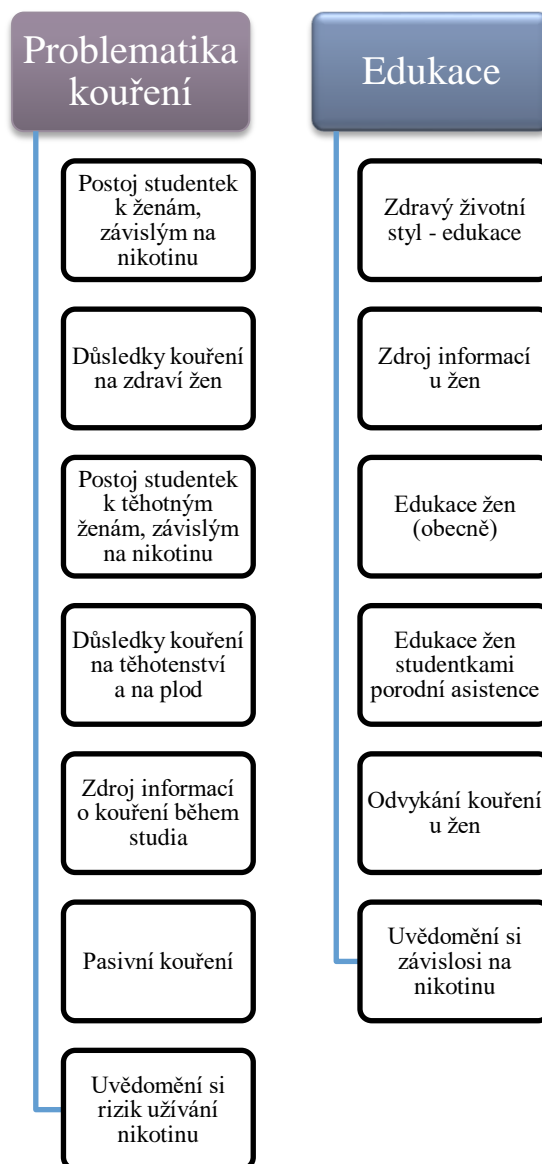 Problematika
kouření
Postoj studentek
k ženám,
závislým na
nikotinu
Důsledky kouření
na zdraví žen
Postoj studentek
k těhotným
ženám, závislým
na nikotinu
Důsledky kouření
na těhotenství
a na plod
Zdroj informací
o kouření během
studia
Pasivní kouření
Uvědomění si
rizik užívání
nikotinu
Edukace
Zdravý životní
styl - edukace
Zdroj informací
u žen
Edukace žen
(obecně)
Edukace žen
studentkami
porodní asistence
Odvykání kouření
u žen
Uvědomění si
závislosi na
nikotinu